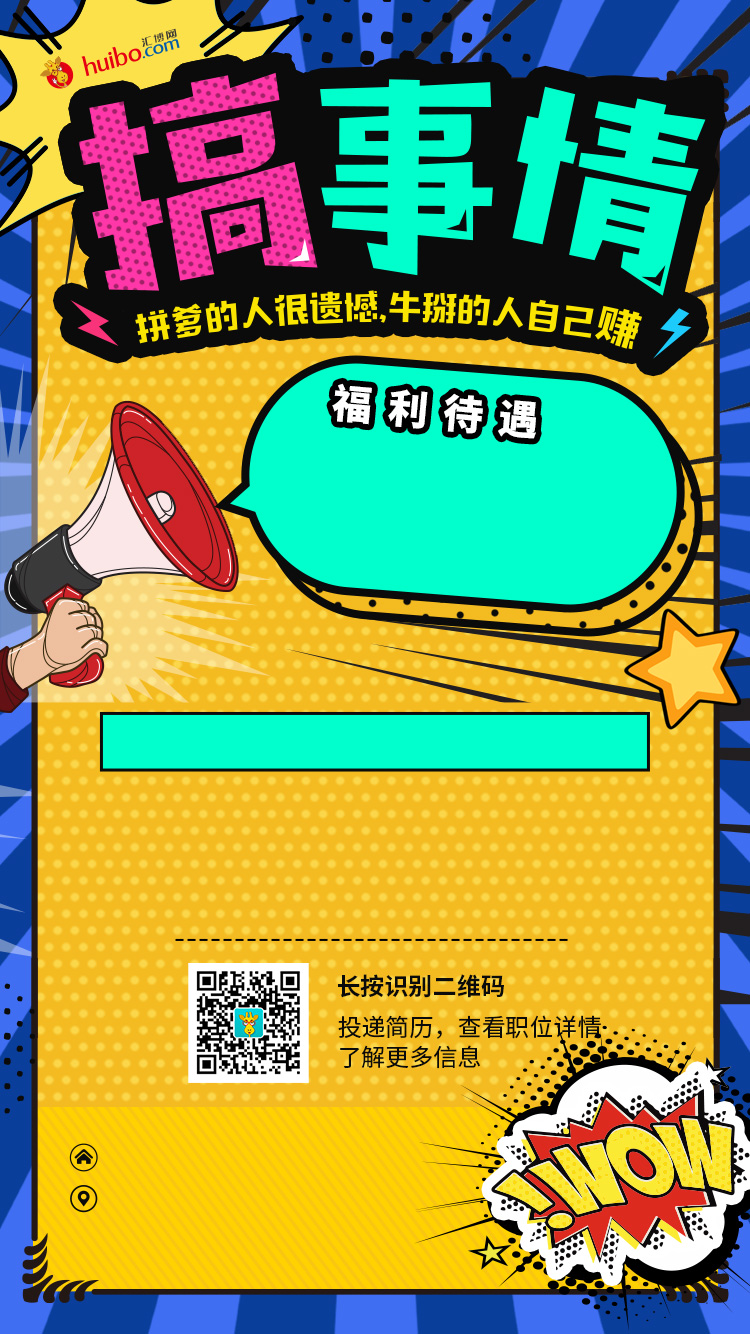 汇博网
huibo.com
搞事情
拼爹的人很遗憾,牛掰的人自己赚
福利待遇
长按识别二维码
投递简历，查看职位详情
了解更多信息
WOW!